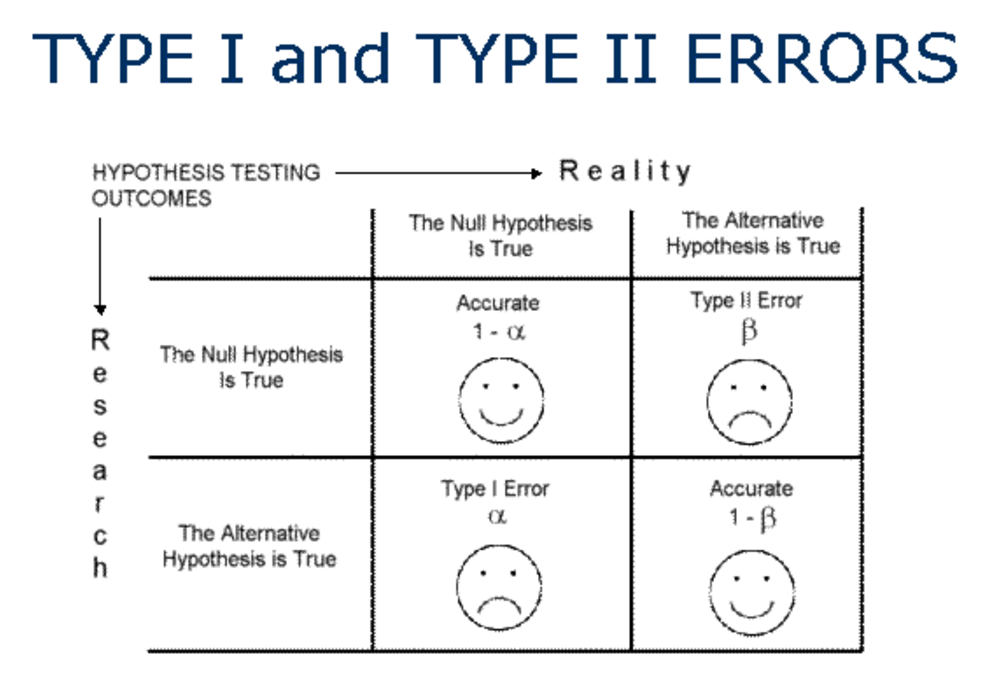 TYPE I and TYPE II ERRORS
HYPOTHESIS TESTING
OUTCOMES
Reality
The Null Hypothesis
Is True
The Alternative
Hypothesis is True
Research
The Null Hypothesis
Is True
Accurate
1 - α
Type II Error
β
The Alternative
Hypothesis is True
Type I Error
α
Accurate
1 - β